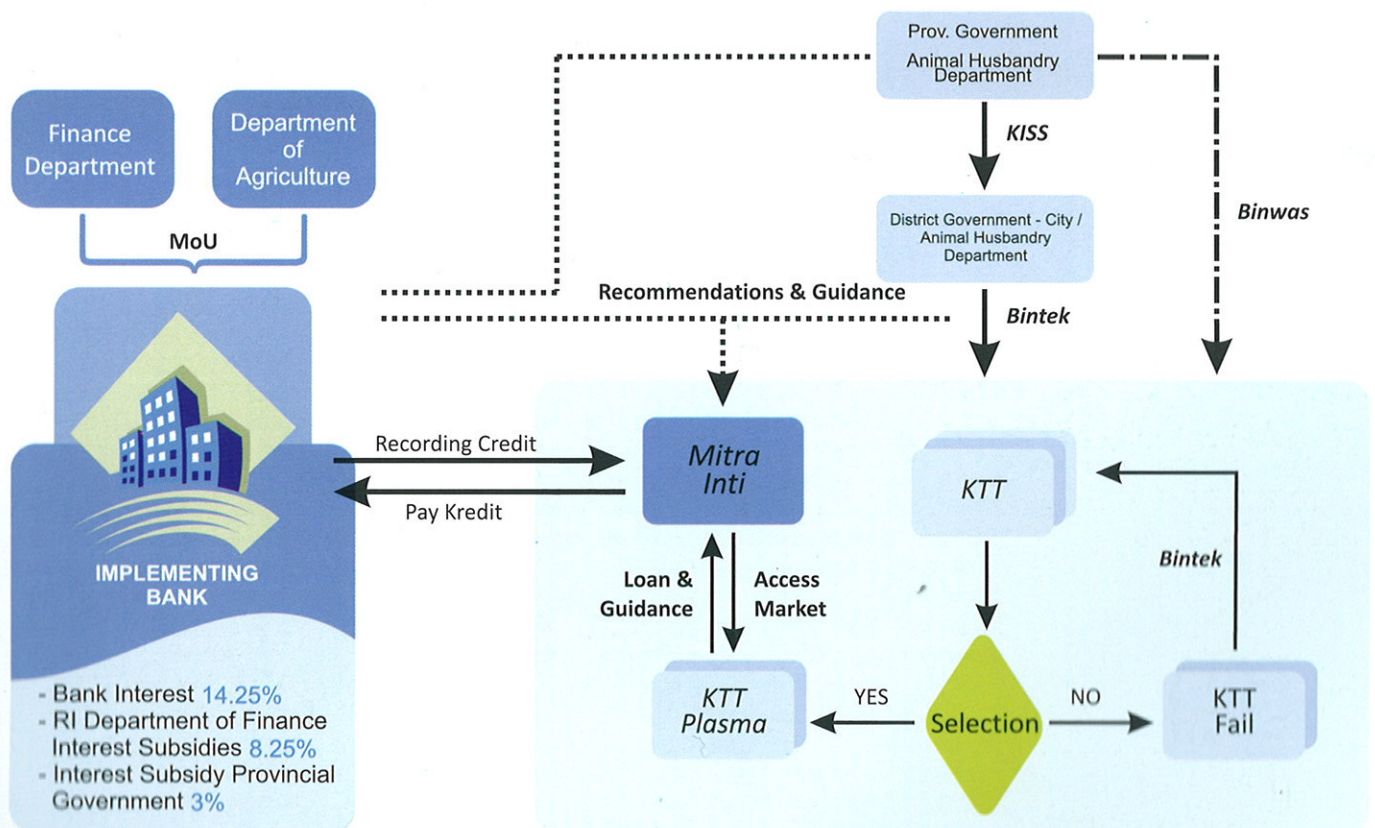 Prov. Government
Animal Husbandry
Department
Finance
Department
Department
of
Agriculture
KISS
MoU
District Government - City /
Animal Husbandry
Department
Binwas
Recommendations & Guidance
Bintek
Recording Credit
Pay Kredit
Mitra
Inti
KTT
Bintek
IMPLEMENTING
BANK
Loan &
Guidance
Access
Market
- Bank Interest 14.25%
- RI Department of Finance
Interest Subsidies 8.25%
- Interest Subsidy Provincial
Government 3%
KTT
Plasma
YES
Selection
NO
KTT
Fail